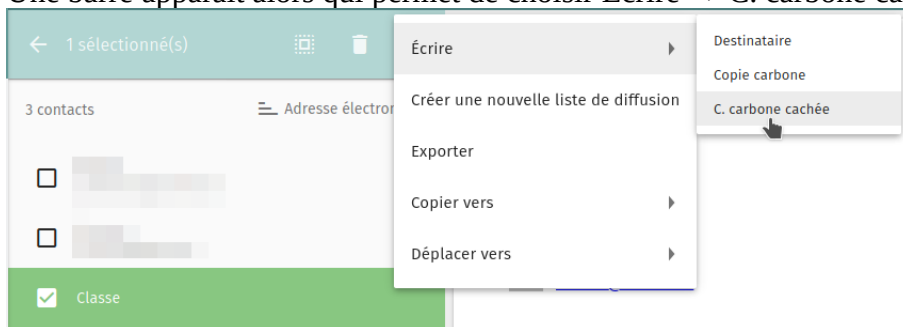 Une barre apparaît alors qui permet de choisir Écrire → C. carbone ca
1 sélectionné(s)
Écrire
Destinataire
Copie carbone
C. carbone cachée
3 contacts
Adresse électron
Créer une nouvelle liste de diffusion
Exporter
Copier vers
Déplacer vers
Classe